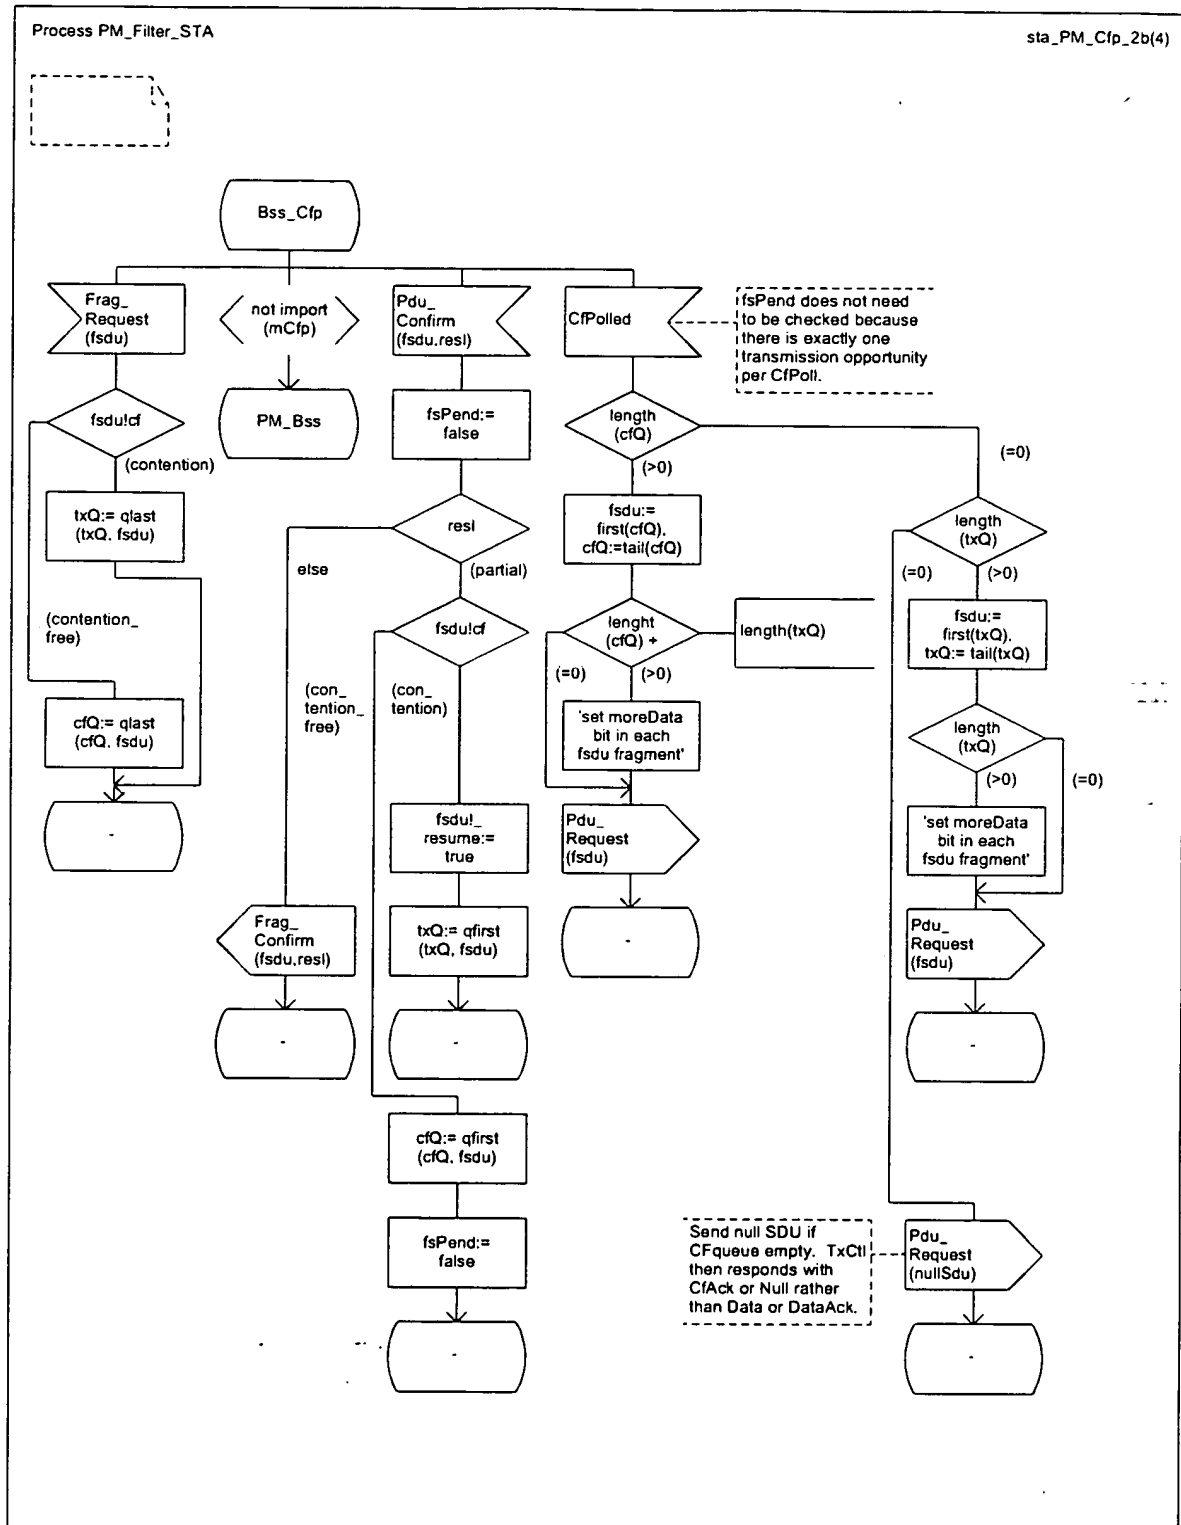 Process PM_Filter_STA
sta_PM_Cfp_2b(4)
Bss_Cfp
Frag_
Request
(fsdu)
not import
(mCfp)
Pdu_
Confirm
(fsdu,resl)
CfPolled
fsPend does not need
to be checked because
there is exactly one
transmission opportunity
per CfPoll.
fsdu!cf
PM_Bss
fsPend:=
false
length
(cfQ)
(contention)
(>0)
(=0)
txQ:= qlast
(txQ, fsdu)
resl
fsdu:=
first(cfQ),
cfQ:=tail(cfQ)
length
(txQ)
else
(partial)
(=0)
(>0)
(contention_
free)
fsdu!cf
lenght
(cfQ) +
length(txQ)
fsdu:=
first(txQ),
txQ:= tail(txQ)
(con_
tention_
free)
(con_
tention)
(=0)
(>0)
cfQ:= qlast
(cfQ, fsdu)
'set moreData
bit in each
fsdu fragment'
length
(txQ)
(>0)
(=0)
-
fsdu!_
resume:=
true
Pdu_
Request
(fsdu)
'set moreData
bit in each
fsdu fragment'
Frag_
Confirm
(fsdu,resl)
txQ:= qfirst
(txQ, fsdu)
-
Pdu_
Request
(fsdu)
-
-
-
cfQ:= qfirst
(cfQ, fsdu)
fsPend:=
false
Send null SDU if
CFqueue empty. TxCtl
then responds with
CfAck or Null rather
than Data or DataAck.
Pdu_
Request
(nullSdu)
-
-